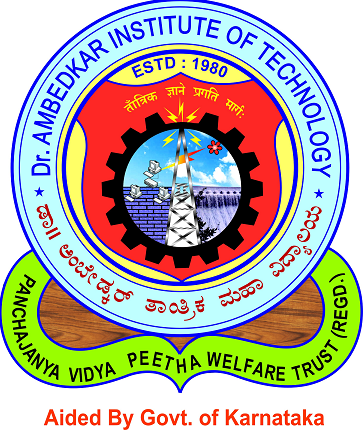 ★ Dr. AMBEDKAR INSTITUTE OF TECHNOLOGY ★
ESTD : 1980
ताँत्रिक ज्ञाने प्रगति मार्गः
ಡಾ॥ ಅಂಬೇಡ್ಕರ್ ತಾಂತ್ರಿಕ ಮಹಾ ವಿದ್ಯಾಲಯ
PANCHAJANYA VIDYA PEETHA WELFARE TRUST (REGD.)
Aided By Govt. of Karnataka